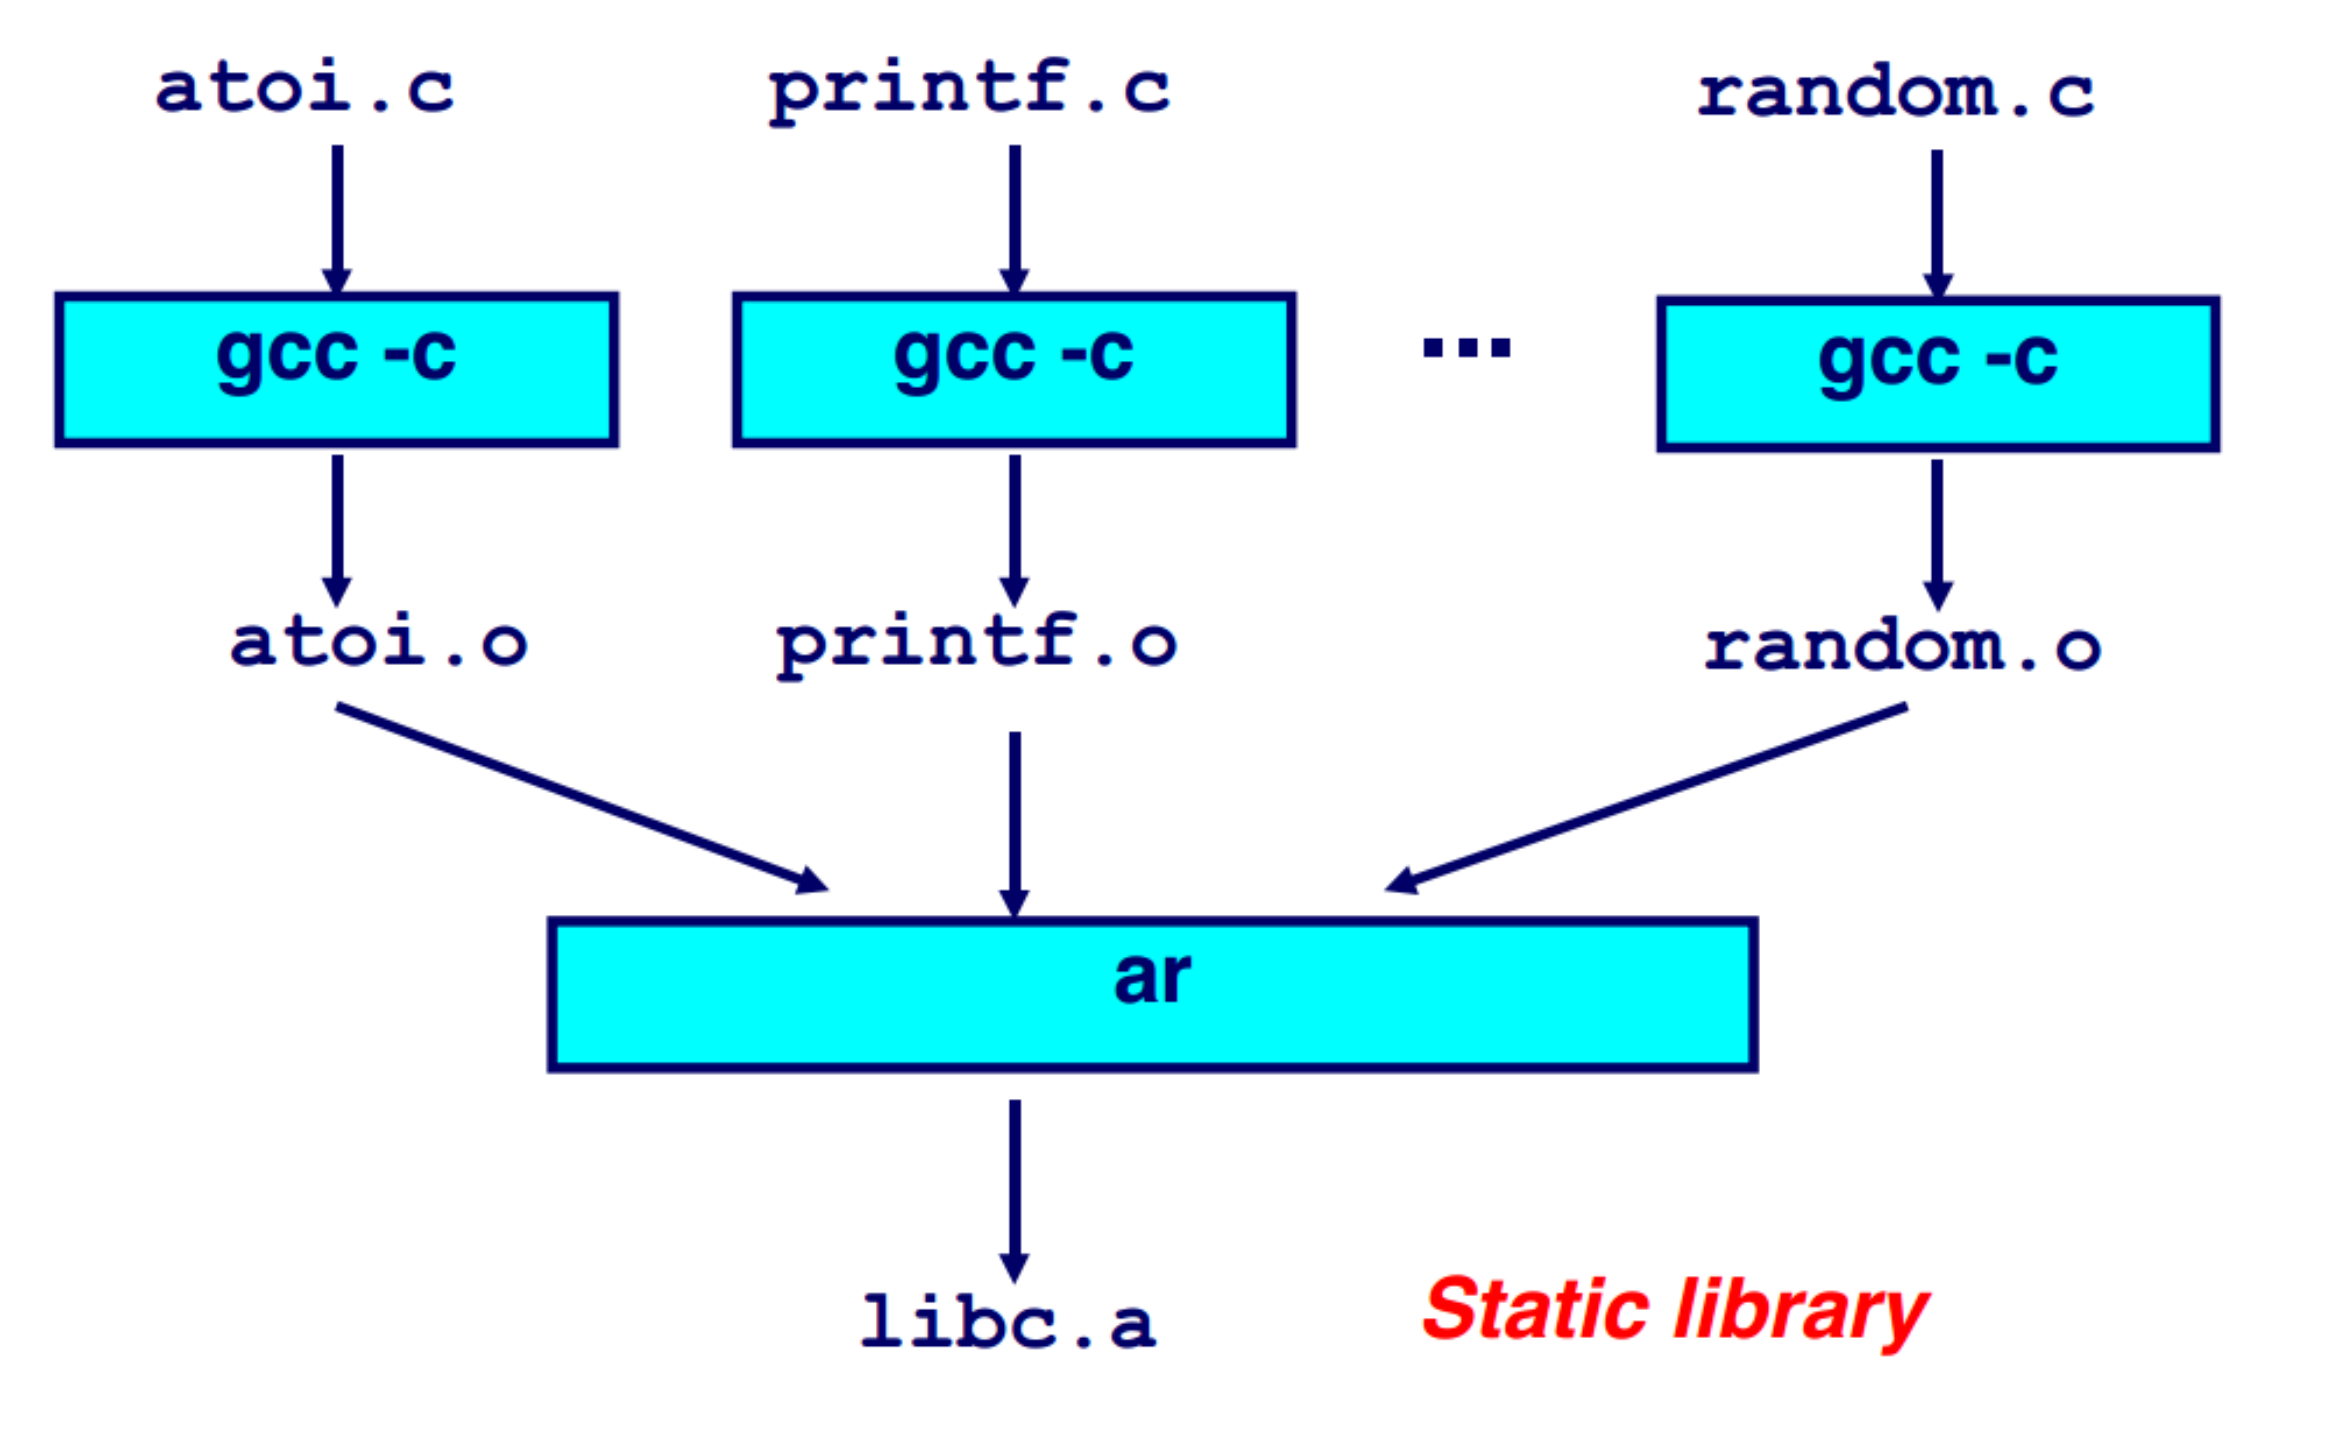 atoi.c printf.c random.c
gcc -c gcc -c ... gcc -c
atoi.o printf.o random.o
ar
libc.a Static library